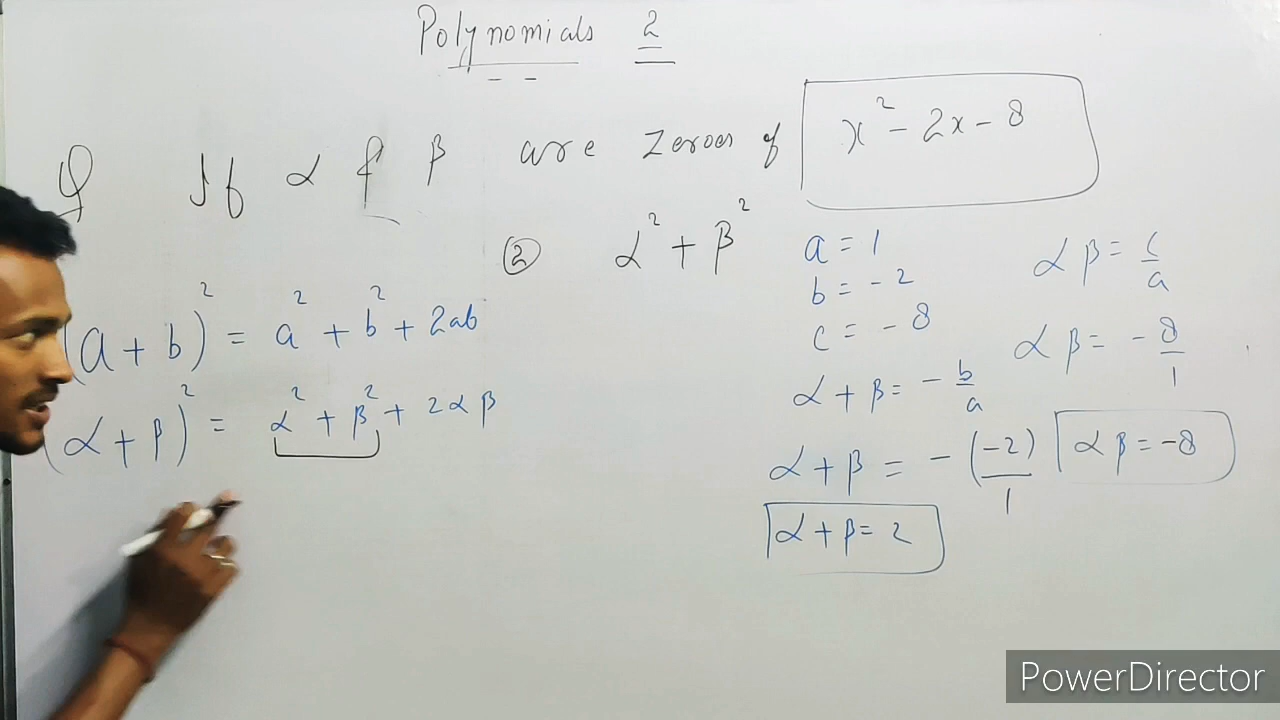 Polynomials 2
Q If α & β are zeroes of x² - 2x - 8
② α² + β²
(a + b)² = a² + b² + 2ab
(α + β)² = α² + β² + 2αβ
a = 1
b = -2
c = -8
α + β = - b/a
α + β = - (-2)/1
α + β = 2
αβ = c/a
αβ = - 8/1
αβ = -8
PowerDirector